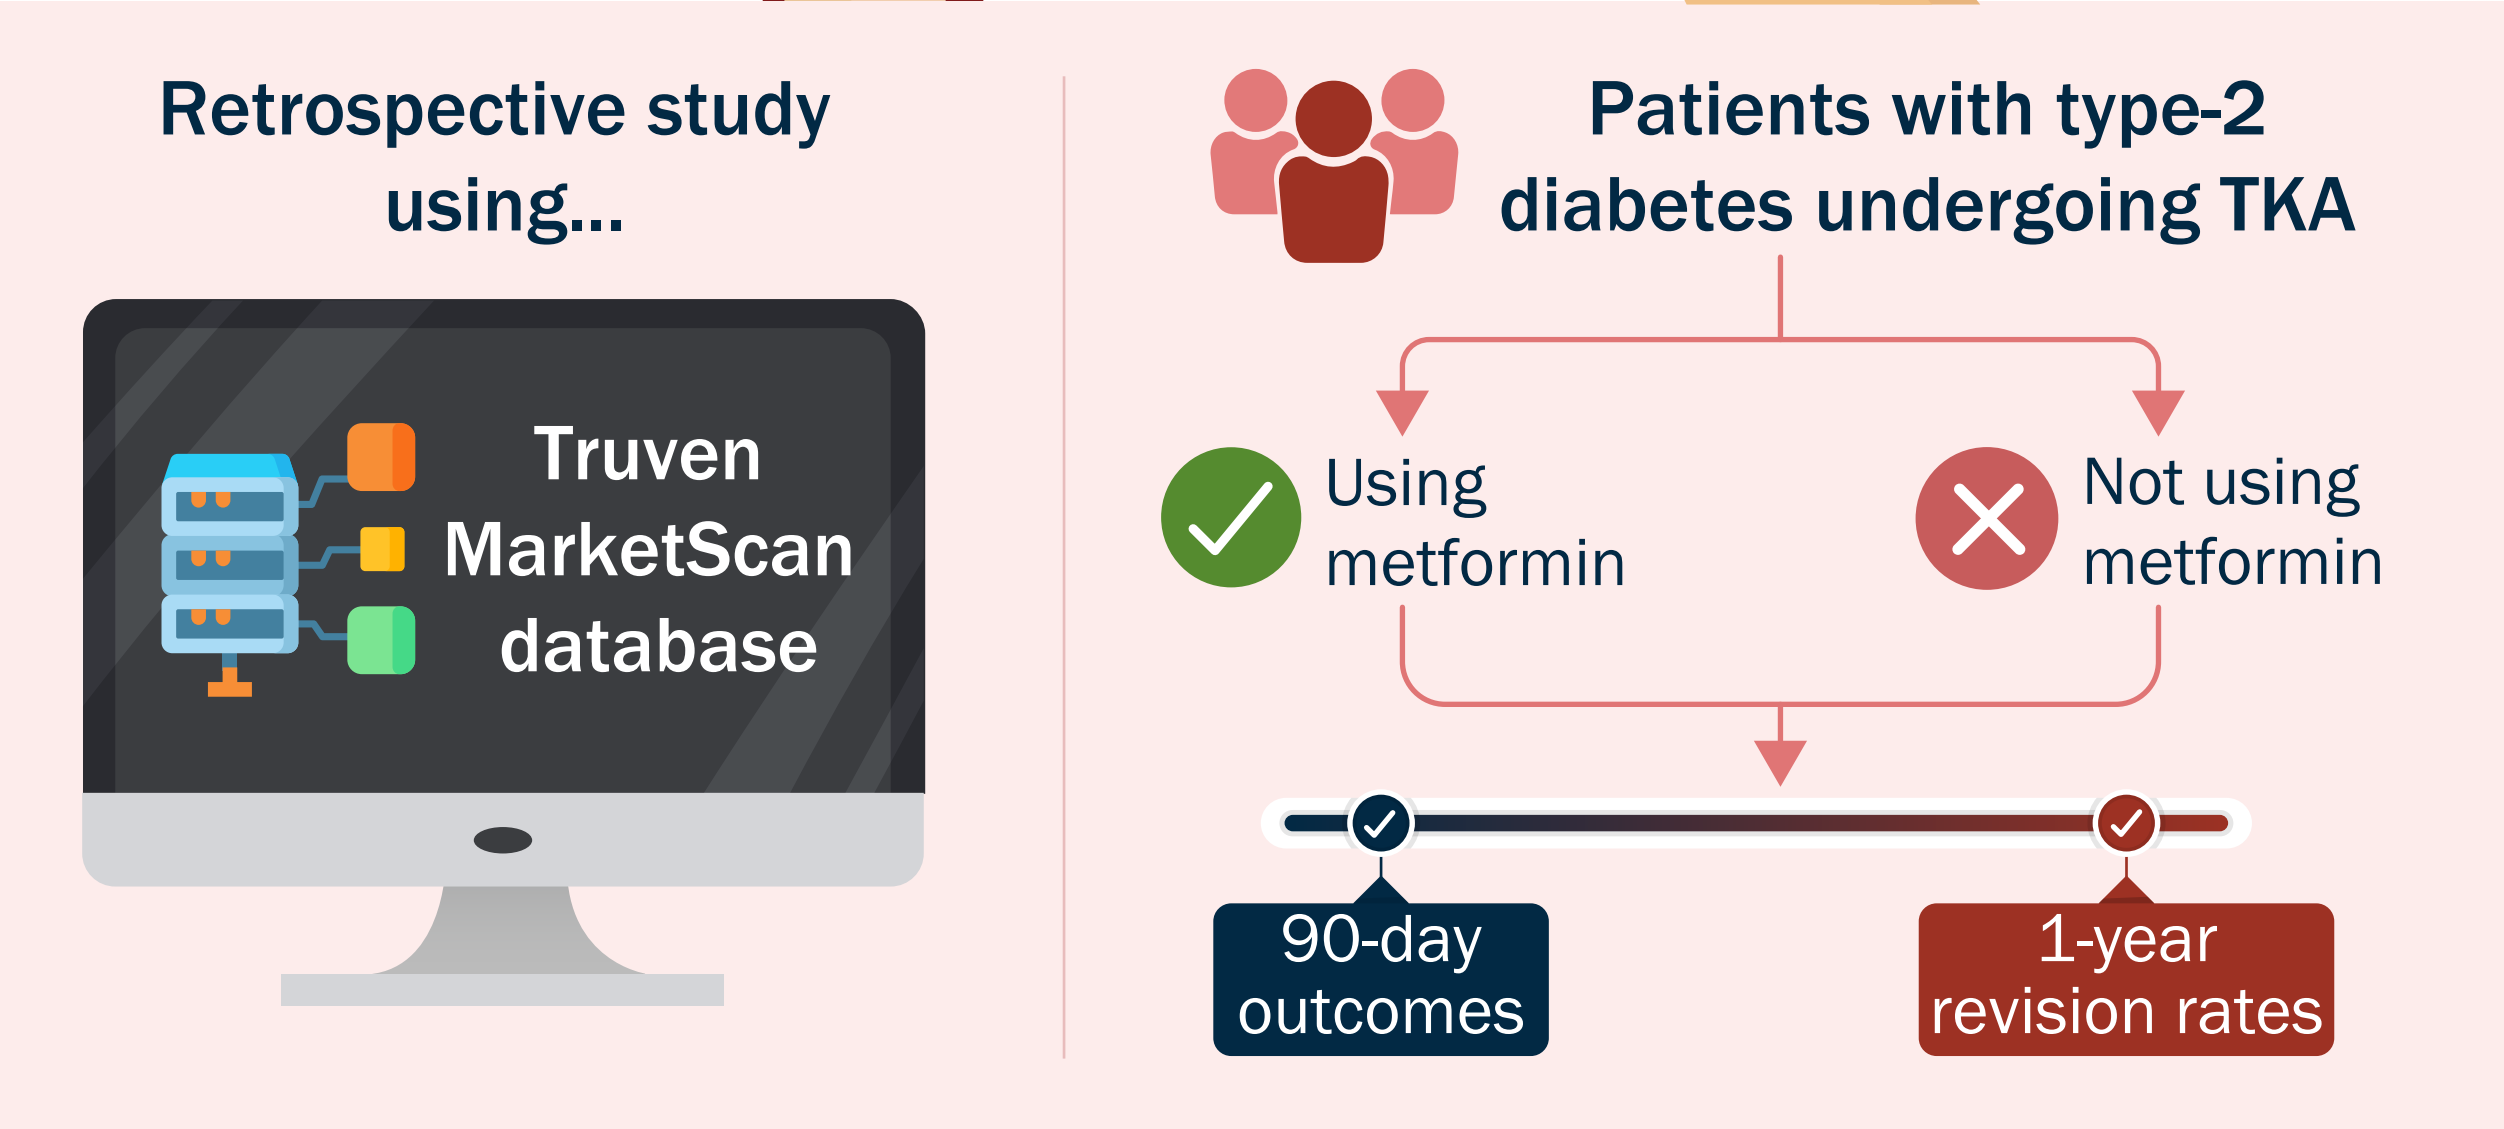 Retrospective study
using...
Truven
MarketScan
database
Patients with type-2
diabetes undergoing TKA
Using
metformin
Not using
metformin
90-day
outcomes
1-year
revision rates